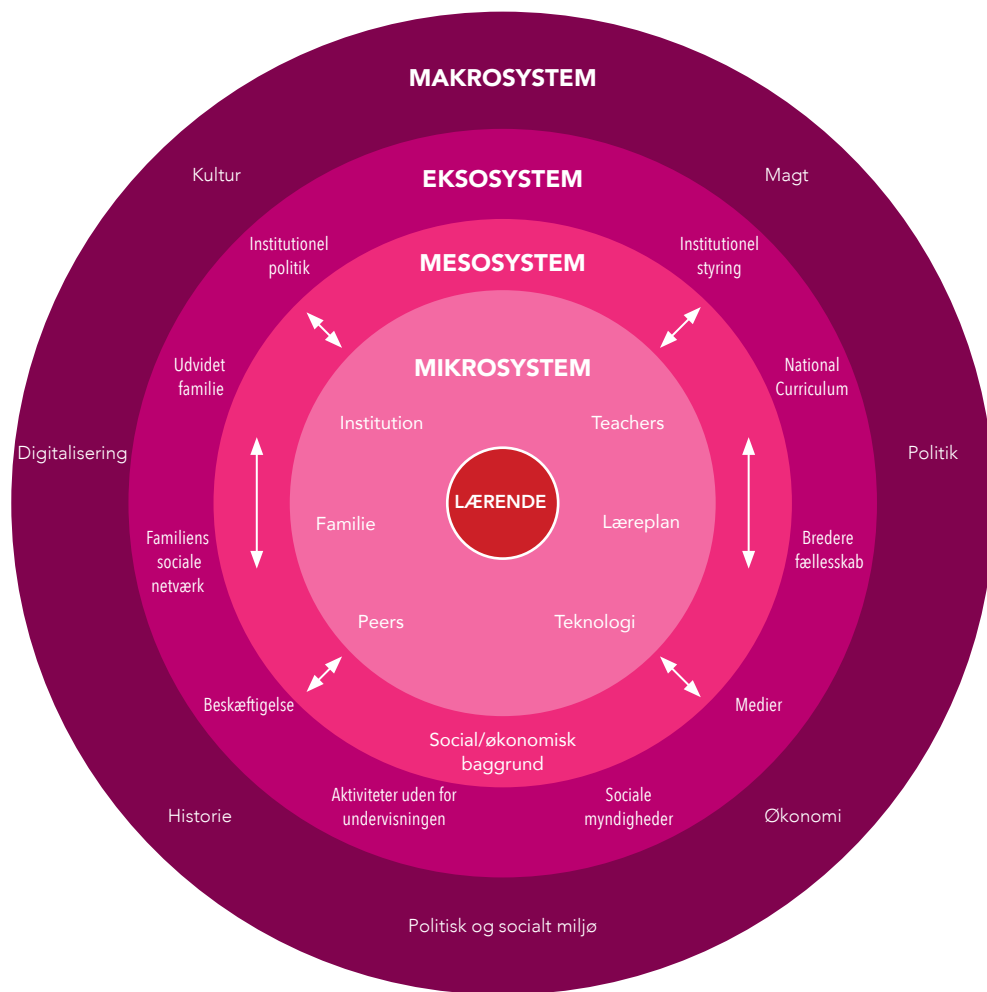 MAKROSYSTEM
Kultur
Magt
EKSOSYSTEM
Institutionel
politik
Institutionel
styring
MESOSYSTEM
Udvidet
familie
MIKROSYSTEM
National
Curriculum
Institution
Teachers
Digitalisering
Politik
LÆRENDE
Familie
Læreplan
Familiens
sociale
netværk
Bredere
fællesskab
Peers
Teknologi
Beskæftigelse
Medier
Social/økonomisk
baggrund
Aktiviteter uden for
undervisningen
Sociale
myndigheder
Historie
Økonomi
Politisk og socialt miljø